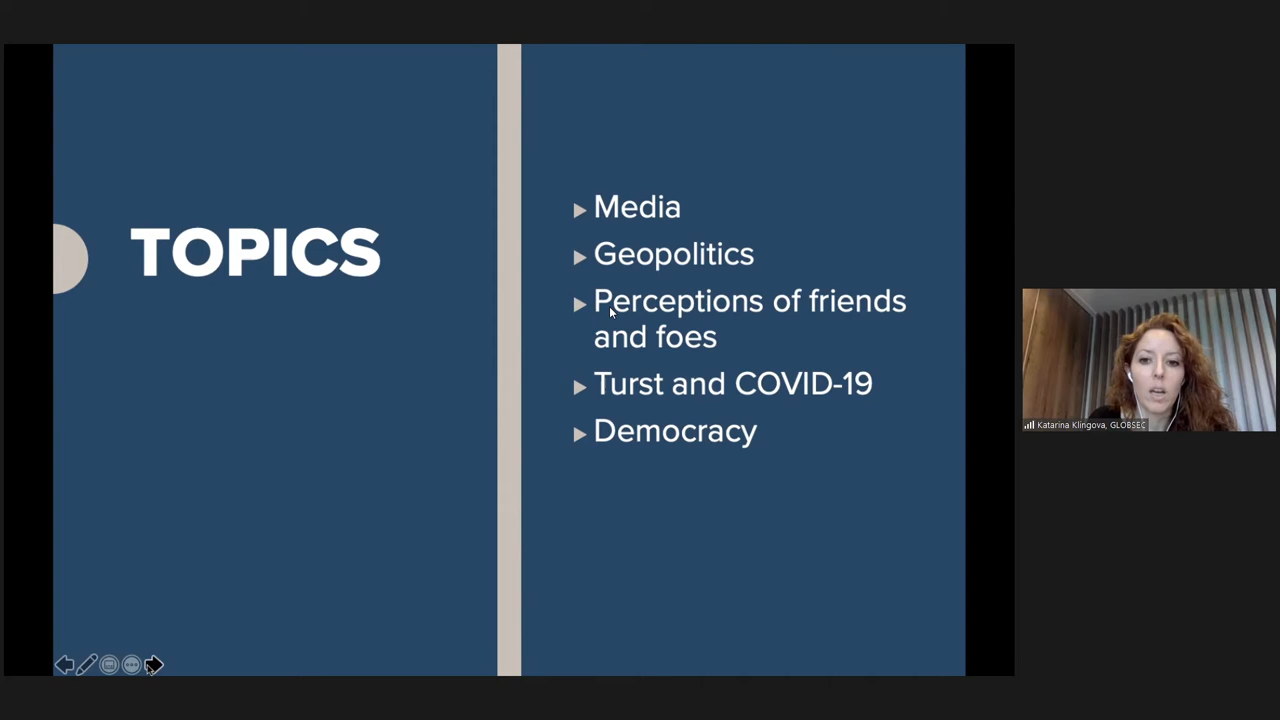 TOPICS
Media
Geopolitics
Perceptions of friends
and foes
Turst and COVID-19
Democracy
Katarina Klingova, GLOBSEC